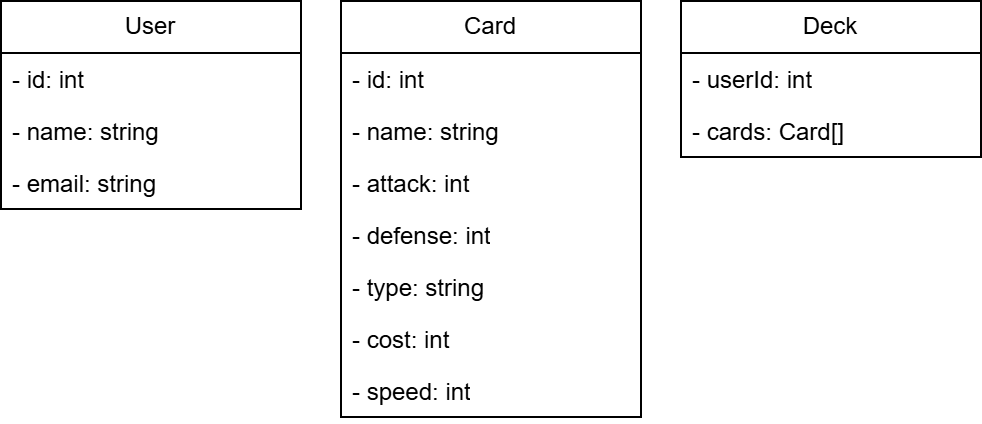 User
- id: int
- name: string
- email: string
Card
- id: int
- name: string
- attack: int
- defense: int
- type: string
- cost: int
- speed: int
Deck
- userId: int
- cards: Card[]